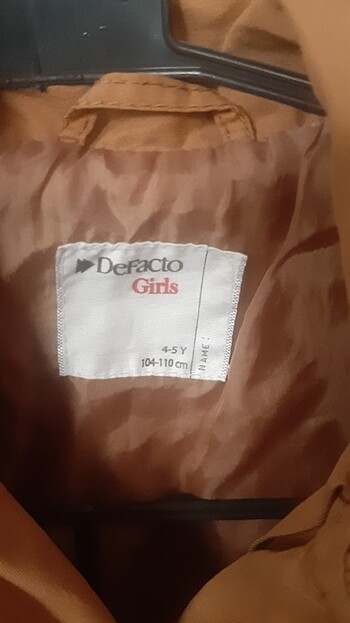 DeFacto
Girls
4-5 Y
104-110 cm
NAME: